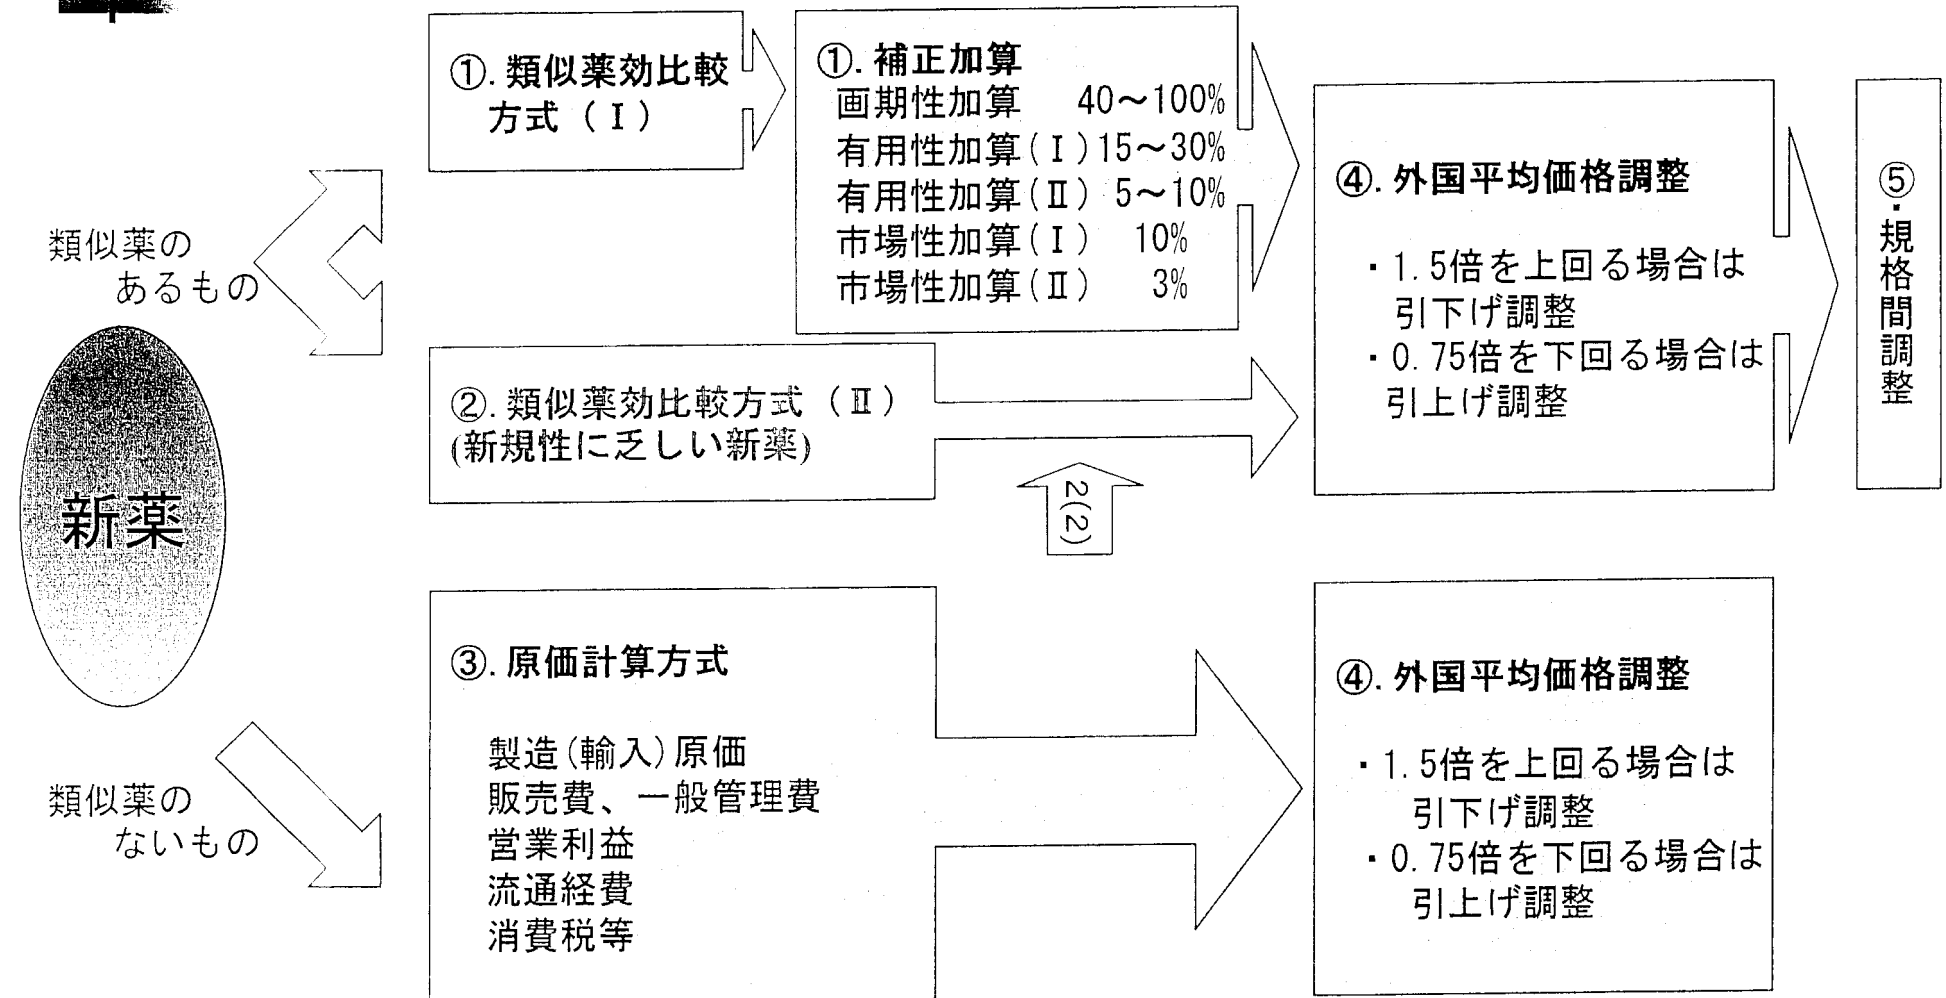 新薬
類似薬の
あるもの
①. 類似薬効比較
方式（Ⅰ）
①. 補正加算
画期性加算 40～100%
有用性加算(Ⅰ)15～30%
有用性加算(Ⅱ) 5～10%
市場性加算(Ⅰ) 10%
市場性加算(Ⅱ) 3%
②. 類似薬効比較方式（Ⅱ）
(新規性に乏しい新薬)
2(2)
④. 外国平均価格調整
・1.5倍を上回る場合は
引下げ調整
・0.75倍を下回る場合は
引上げ調整
⑤. 規格間調整
類似薬の
ないもの
③. 原価計算方式
製造(輸入)原価
販売費、一般管理費
営業利益
流通経費
消費税等
④. 外国平均価格調整
・1.5倍を上回る場合は
引下げ調整
・0.75倍を下回る場合は
引上げ調整